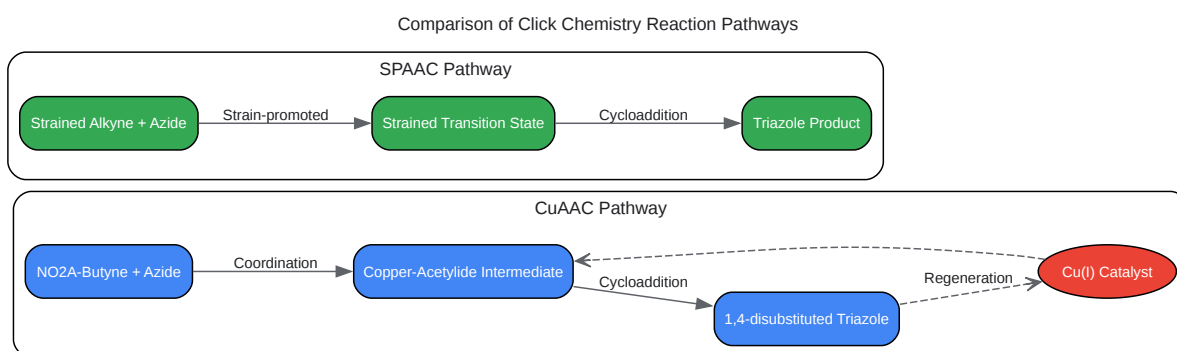 Comparison of Click Chemistry Reaction Pathways
SPAAC Pathway
Strained Alkyne + Azide
Strain-promoted
Strained Transition State
Cycloaddition
Triazole Product
CuAAC Pathway
NO2A-Butyne + Azide
Coordination
Copper-Acetylide Intermediate
Cycloaddition
1,4-disubstituted Triazole
Regeneration
Cu(I) Catalyst